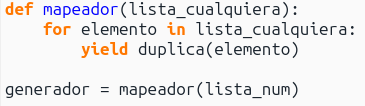 def mapeador(lista_cualquiera):
    for elemento in lista_cualquiera:
        yield duplica(elemento)
generador = mapeador(lista_num)